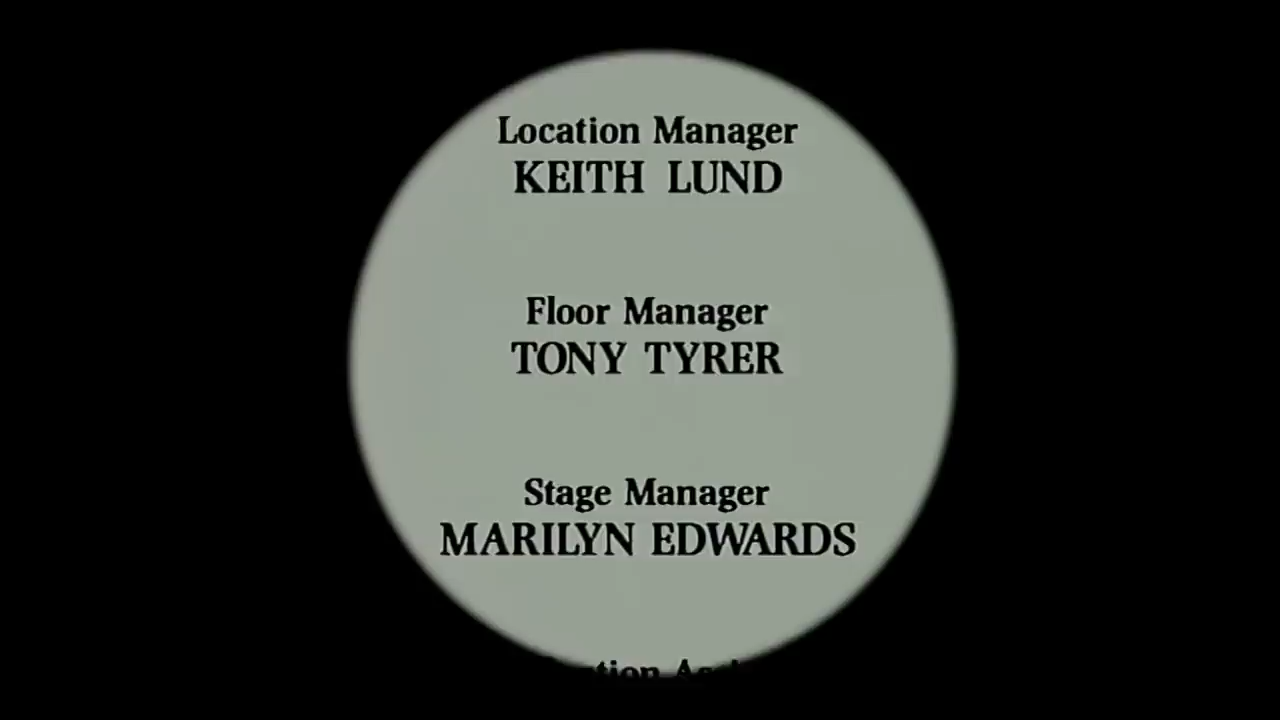 Location Manager
KEITH LUND
Floor Manager
TONY TYRER
Stage Manager
MARILYN EDWARDS